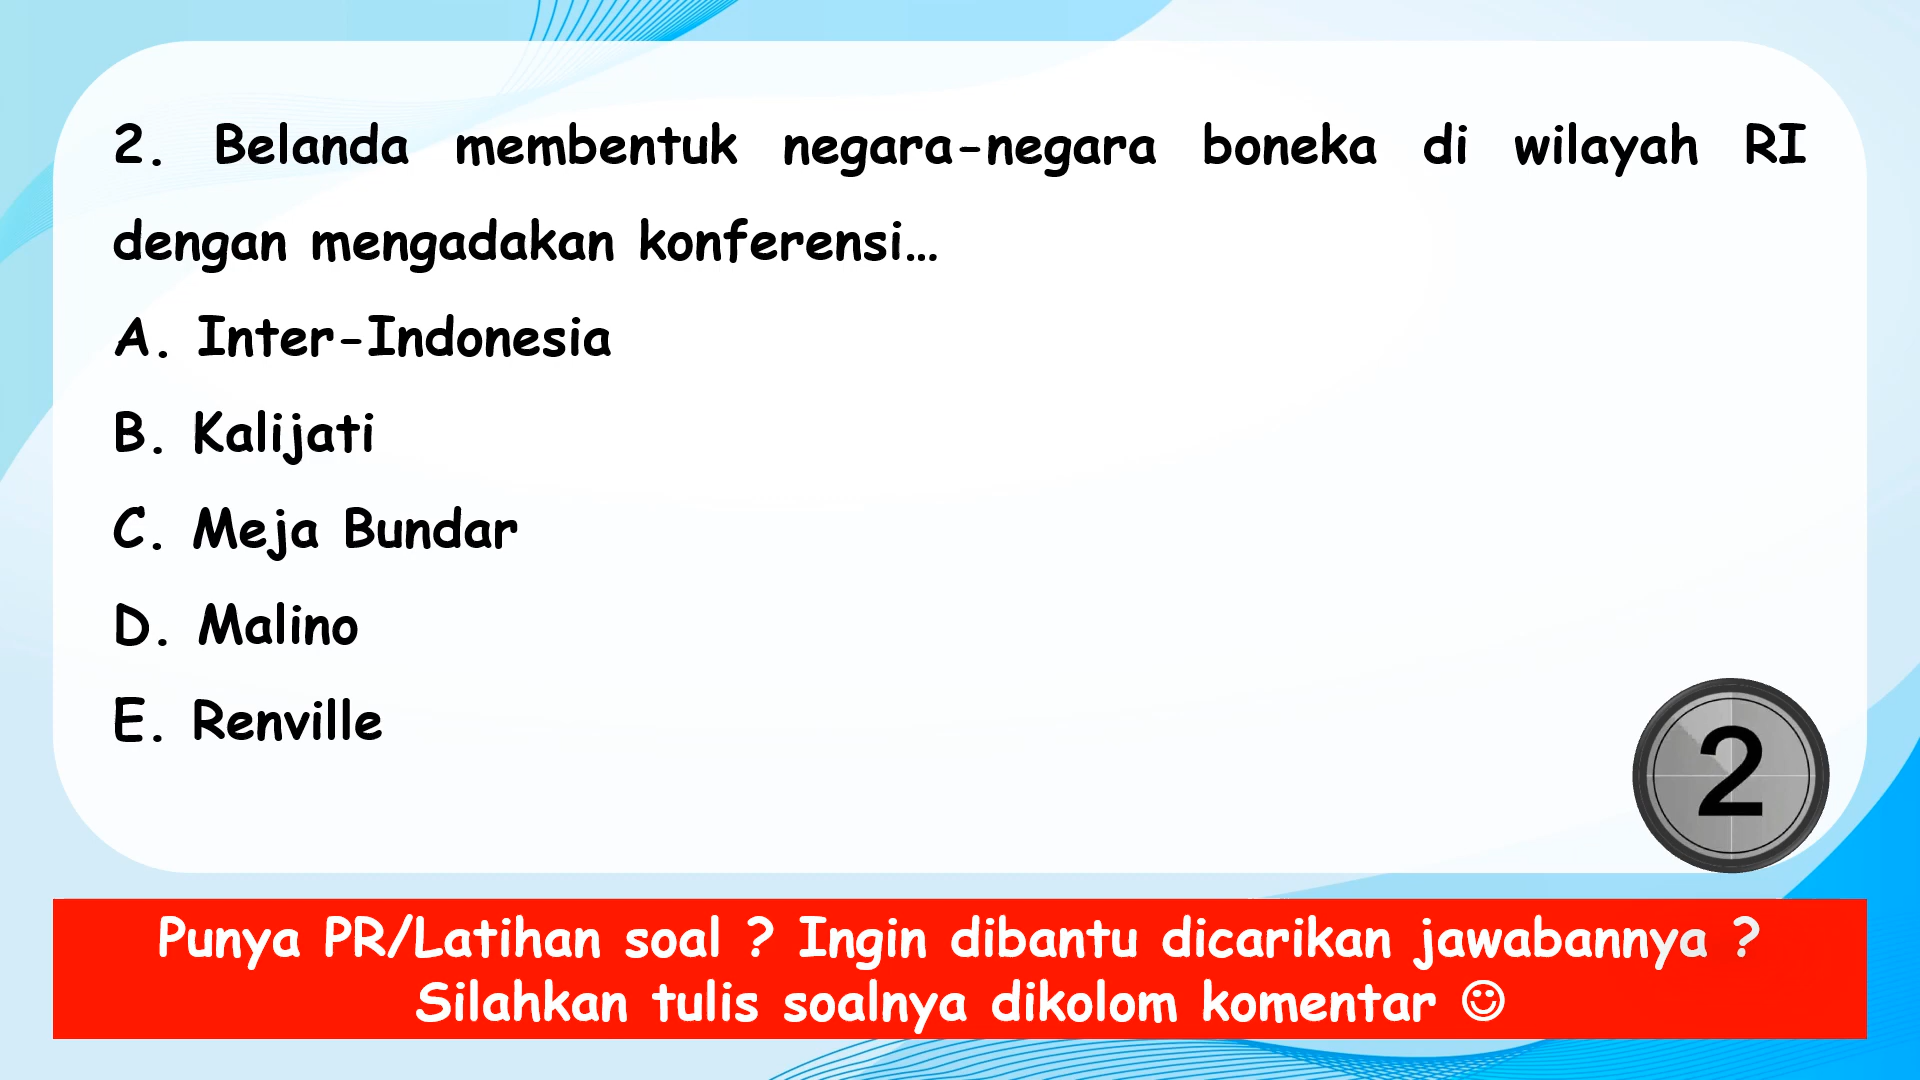 2. Belanda membentuk negara-negara boneka di wilayah RI
dengan mengadakan konferensi...
A. Inter-Indonesia
B. Kalijati
C. Meja Bundar
D. Malino
E. Renville
2
Punya PR/Latihan soal ? Ingin dibantu dicarikan jawabannya ?
Silahkan tulis soalnya dikolom komentar ☺